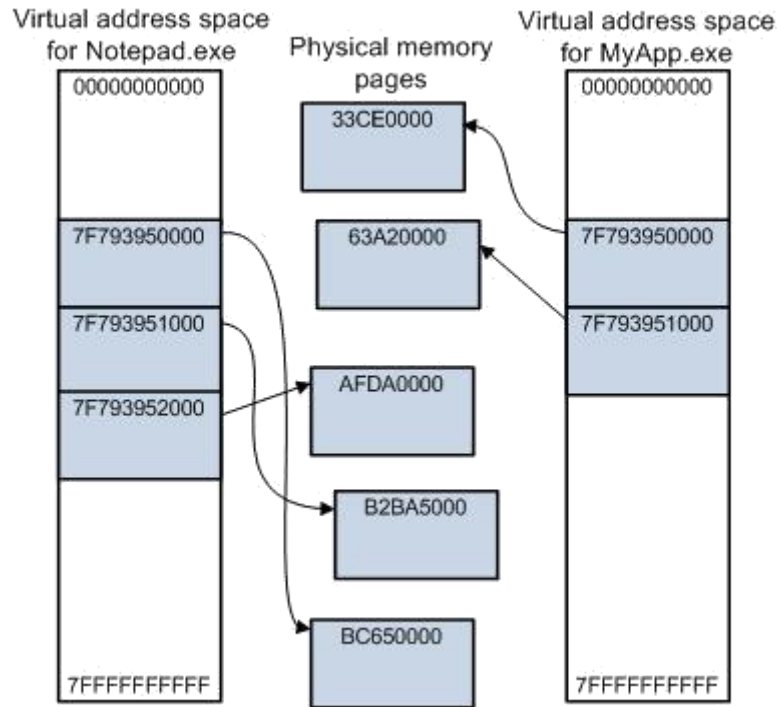 Virtual address space
for Notepad.exe
00000000000
7F793950000
7F793951000
7F793952000
7FFFFFFFFFF
Physical memory
pages
33CE0000
63A20000
AFDA0000
B2BA5000
BC650000
Virtual address space
for MyApp.exe
00000000000
7F793950000
7F793951000
7FFFFFFFFFF